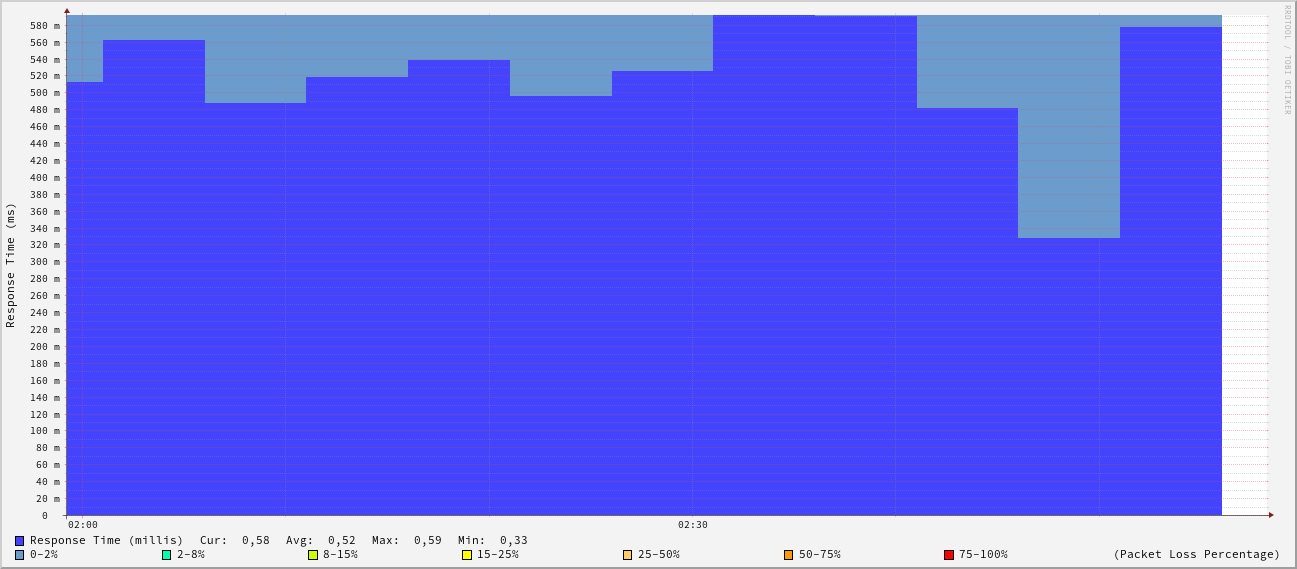 RRDTOOL / TOBI OETIKER
Response Time (ms)
580 m
560 m
540 m
520 m
500 m
480 m
460 m
440 m
420 m
400 m
380 m
360 m
340 m
320 m
300 m
280 m
260 m
240 m
220 m
200 m
180 m
160 m
140 m
120 m
100 m
80 m
60 m
40 m
20 m
0
02:00 02:30
Response Time (millis) Cur: 0,58 Avg: 0,52 Max: 0,59 Min: 0,33
0-2% 2-8% 8-15% 15-25% 25-50% 50-75% 75-100% (Packet Loss Percentage)